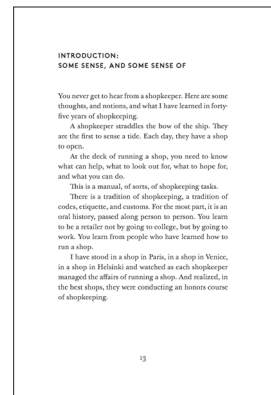 INTRODUCTION:
SOME SENSE, AND SOME SENSE OF
You never get to hear from a shopkeeper. Here are some
thoughts, and notions, and what I have learned in forty-
five years of shopkeeping.
A shopkeeper straddles the bow of the ship. They
are the first to sense a tide. Each day, they have a shop
to open.
At the deck of running a shop, you need to know
what can help, what to look out for, what to hope for,
and what you can do.
This is a manual, of sorts, of shopkeeping tasks.
There is a tradition of shopkeeping, a tradition of
codes, etiquette, and customs. For the most part, it is an
oral history, passed along person to person. You learn
to be a retailer not by going to college, but by going to
work. You learn from people who have learned how to
run a shop.
I have stood in a shop in Paris, in a shop in Venice,
in a shop in Helsinki and watched as each shopkeeper
managed the affairs of running a shop. And realized, in
the best shops, they were conducting an honors course
of shopkeeping.
13